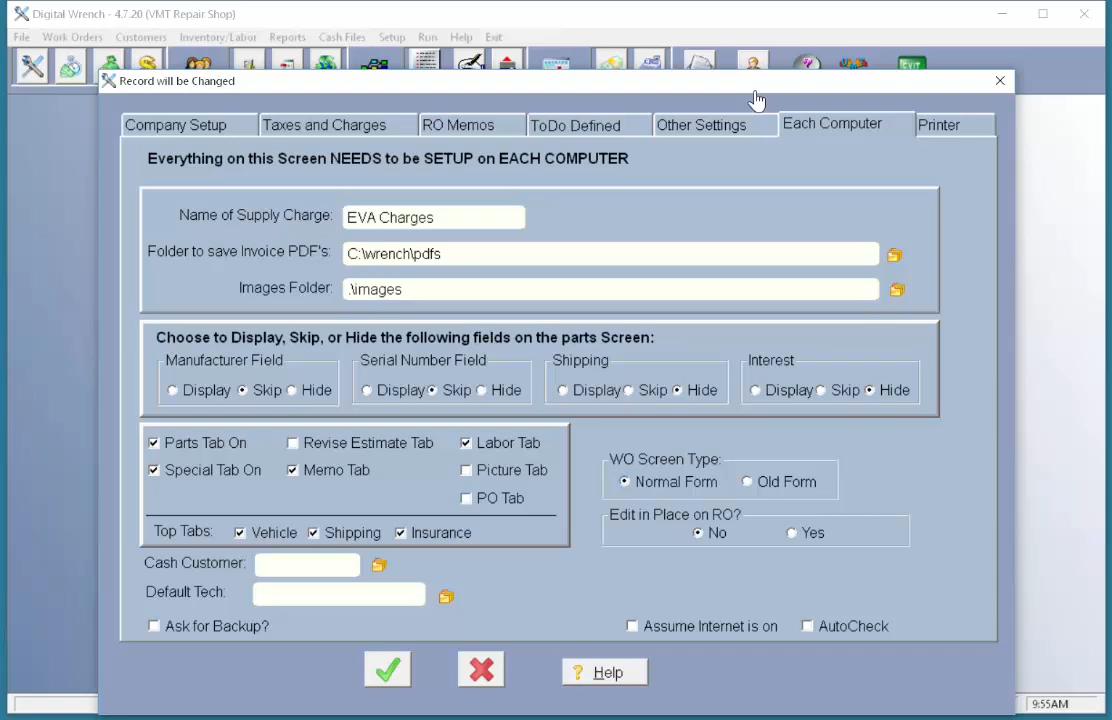 Digital Wrench - 4.7.20 (VMT Repair Shop)
File Work Orders Customers Inventory/Labor Reports Cash Files Setup Run Help Exit
EXIT
Record will be Changed
Company Setup Taxes and Charges RO Memos ToDo Defined Other Settings Each Computer Printer
Everything on this Screen NEEDS to be SETUP on EACH COMPUTER
Name of Supply Charge: EVA Charges
Folder to save Invoice PDF's: C:\wrench\pdfs
Images Folder: .\images
Choose to Display, Skip, or Hide the following fields on the parts Screen:
Manufacturer Field Serial Number Field Shipping Interest
Display Skip Hide Display Skip Hide Display Skip Hide Display Skip Hide
Parts Tab On Revise Estimate Tab Labor Tab
Special Tab On Memo Tab Picture Tab
PO Tab
Top Tabs: Vehicle Shipping Insurance
WO Screen Type:
Normal Form Old Form
Edit in Place on RO?
No Yes
Cash Customer:
Default Tech:
Ask for Backup? Assume Internet is on AutoCheck
? Help
9:55AM